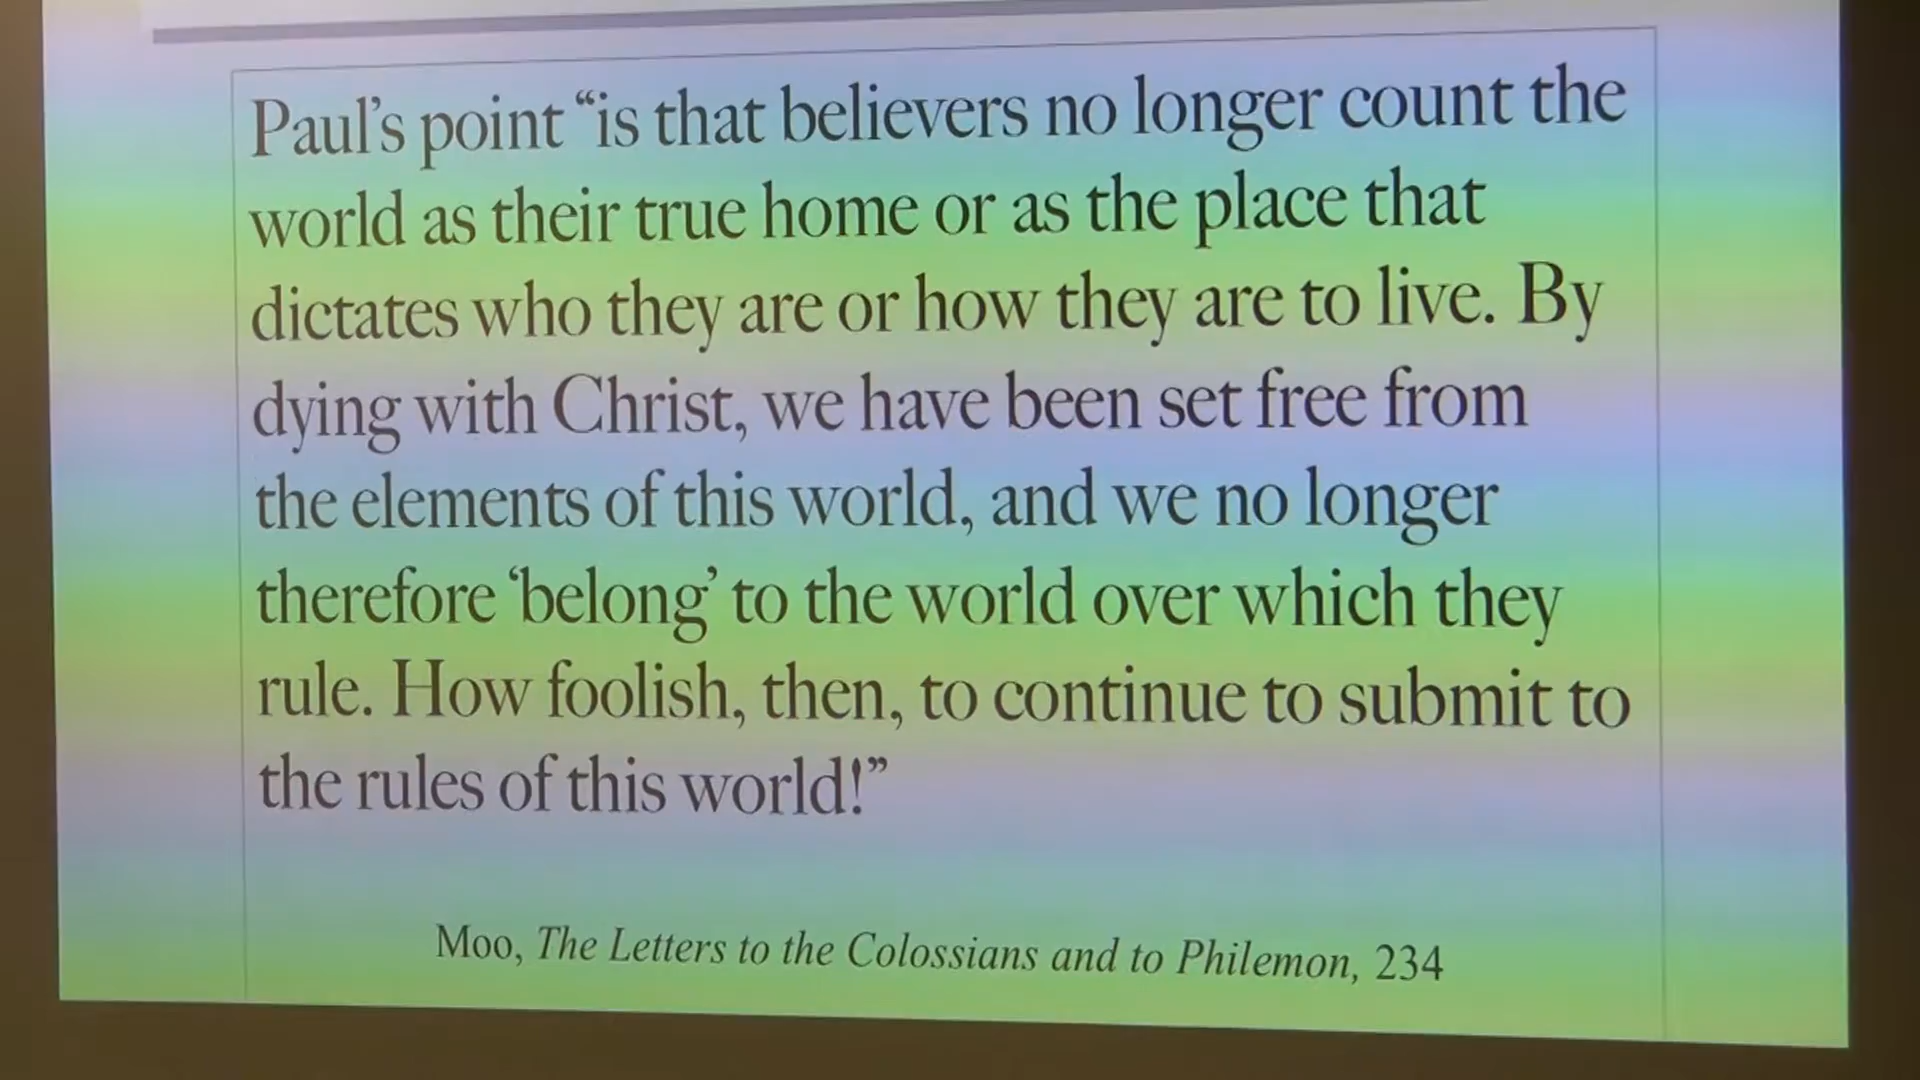 Paul’s point “is that believers no longer count the
world as their true home or as the place that
dictates who they are or how they are to live. By
dying with Christ, we have been set free from
the elements of this world, and we no longer
therefore ‘belong’ to the world over which they
rule. How foolish, then, to continue to submit to
the rules of this world!”
Moo, The Letters to the Colossians and to Philemon, 234